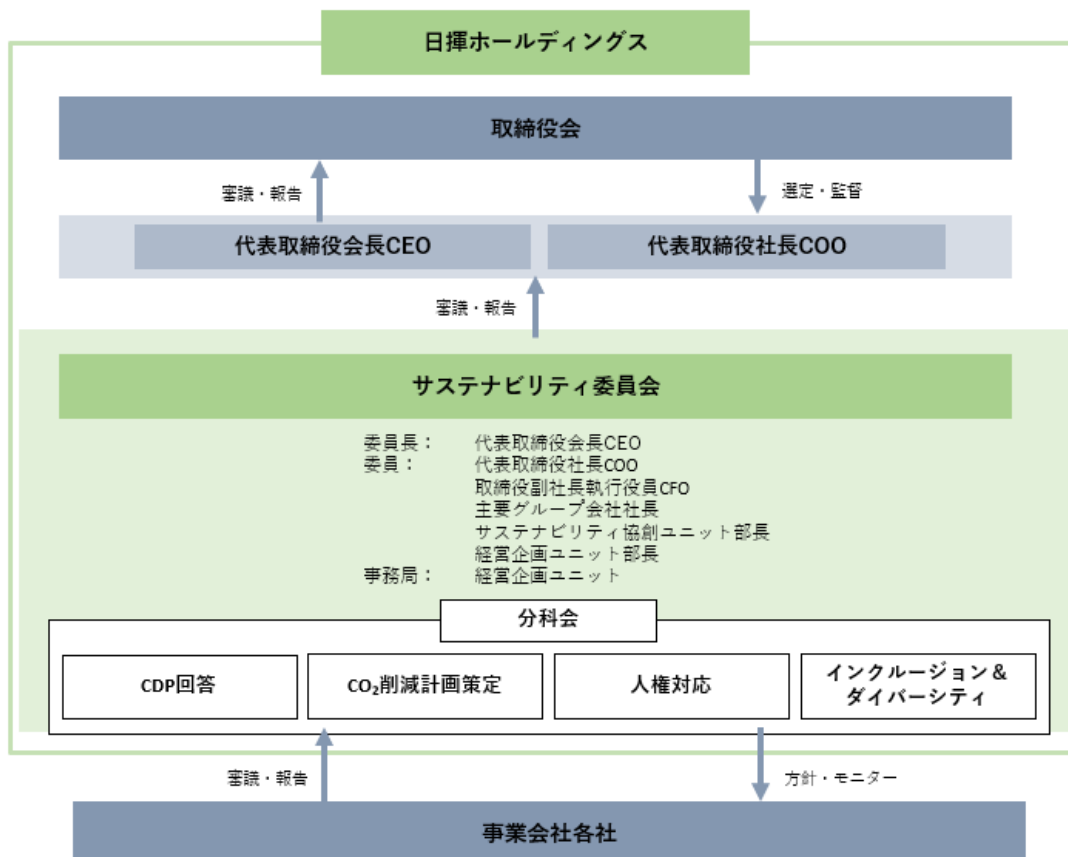 日揮ホールディングス
取締役会
審議・報告
選定・監督
代表取締役会長CEO
代表取締役社長COO
審議・報告
サステナビリティ委員会
委員長： 代表取締役会長CEO
委員： 代表取締役社長COO
取締役副社長執行役員CFO
主要グループ会社社長
サステナビリティ協創ユニット部長
経営企画ユニット部長
事務局： 経営企画ユニット
分科会
CDP回答
CO₂削減計画策定
人権対応
インクルージョン＆
ダイバーシティ
審議・報告
方針・モニター
事業会社各社